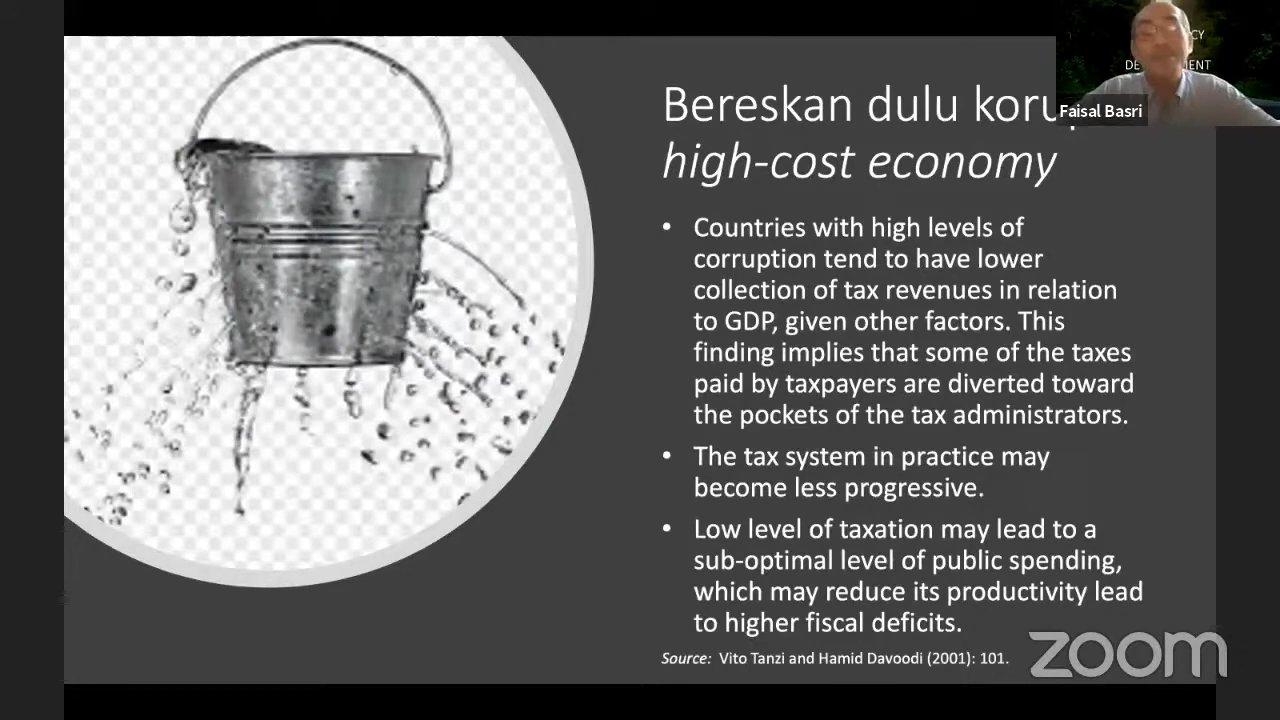 Bereskan dulu
high-cost economy
• Countries with high levels of
corruption tend to have lower
collection of tax revenues in relation
to GDP, given other factors. This
finding implies that some of the taxes
paid by taxpayers are diverted toward
the pockets of the tax administrators.
• The tax system in practice may
become less progressive.
• Low level of taxation may lead to a
sub-optimal level of public spending,
which may reduce its productivity lead
to higher fiscal deficits.
Source: Vito Tanzi and Hamid Davoodi (2001): 101.
Faisal Basri
zoom